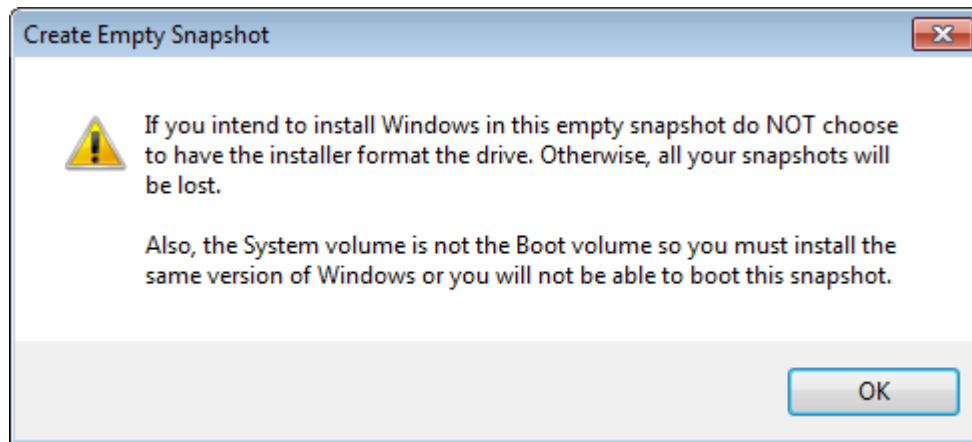 Create Empty Snapshot
If you intend to install Windows in this empty snapshot do NOT choose
to have the installer format the drive. Otherwise, all your snapshots will
be lost.
Also, the System volume is not the Boot volume so you must install the
same version of Windows or you will not be able to boot this snapshot.
OK